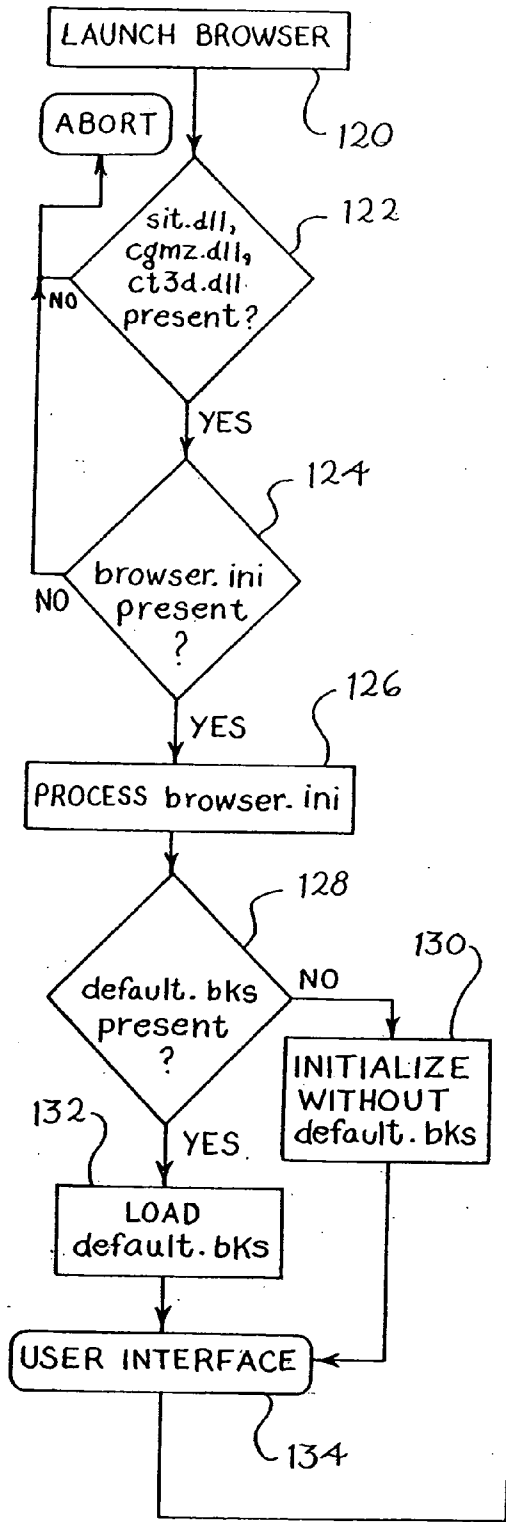 LAUNCH BROWSER
120
ABORT
122
sit.dll,
cgmz.dll,
ct3d.dll
present?
NO
YES
124
browser.ini
present
?
NO
YES
126
PROCESS browser.ini
128
default.bks
present
?
NO
130
INITIALIZE
WITHOUT
default.bks
132
YES
LOAD
default.bks
USER INTERFACE
134